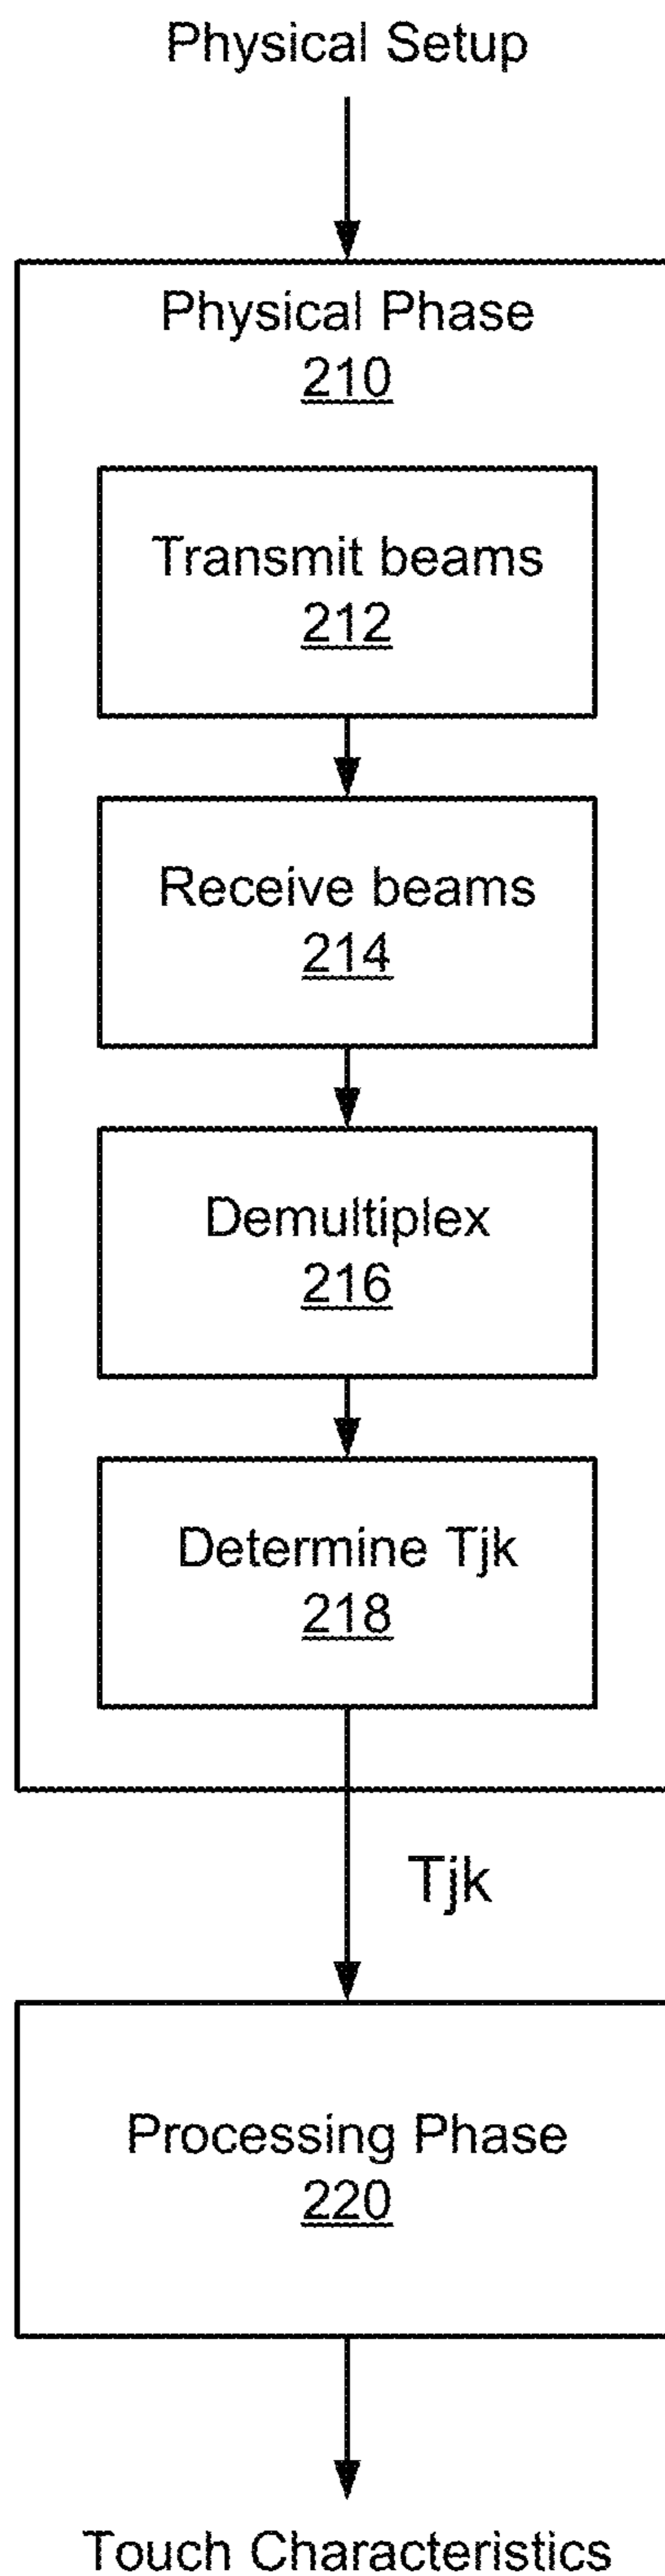 Physical Setup
Physical Phase
210
Transmit beams
212
Receive beams
214
Demultiplex
216
Determine Tjk
218
Tjk
Processing Phase
220
Touch Characteristics